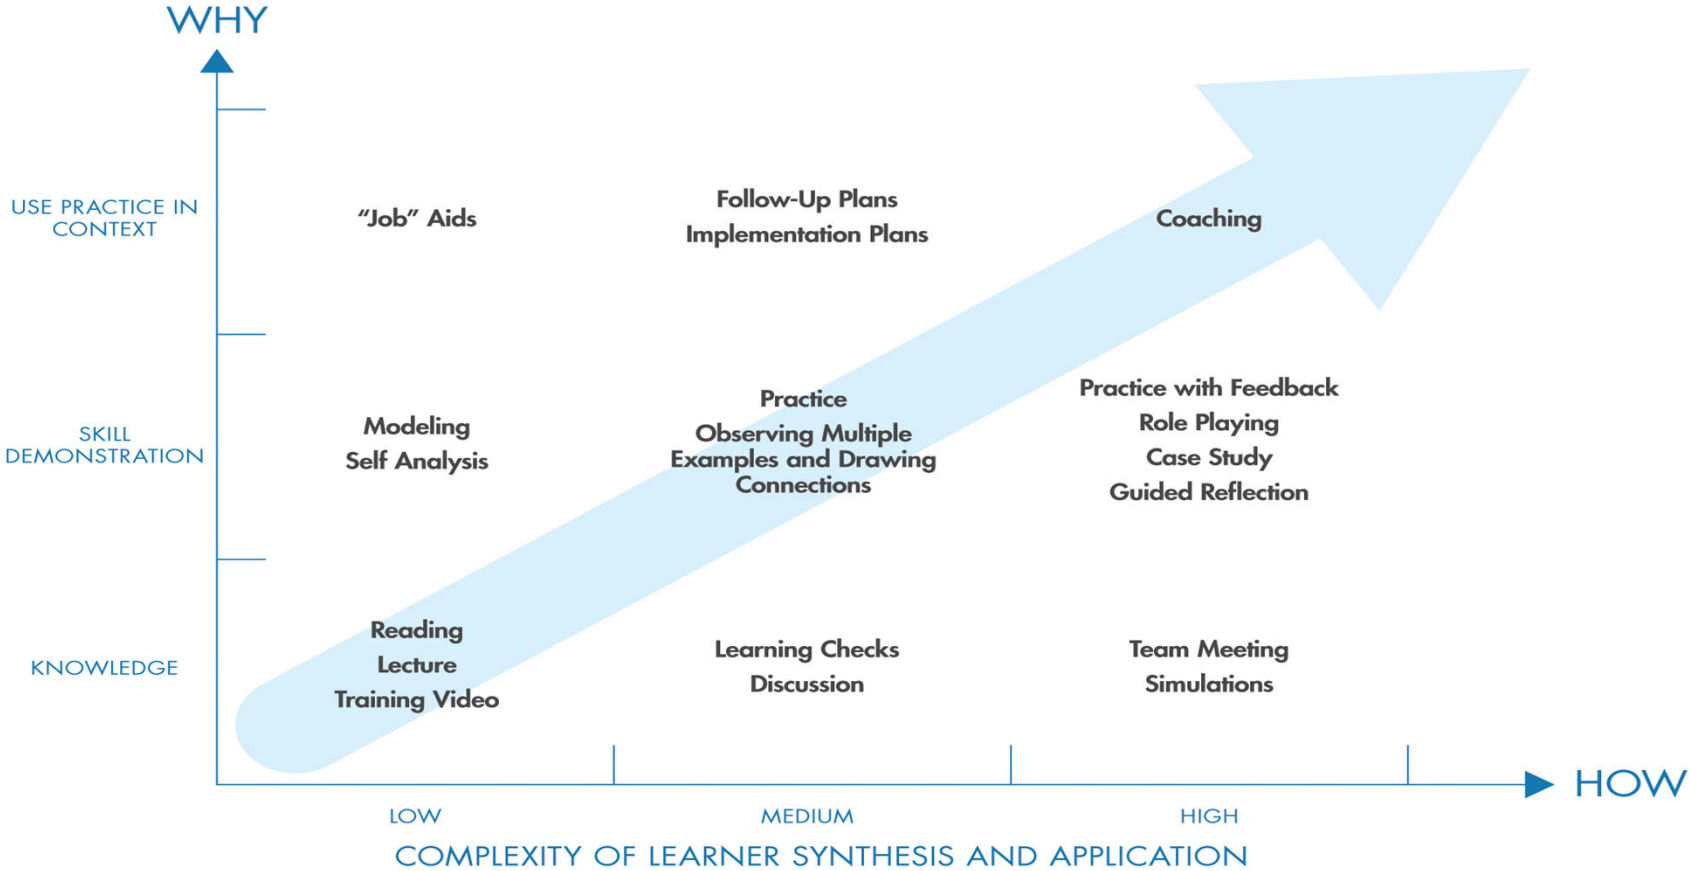 WHY
USE PRACTICE IN
CONTEXT
“Job” Aids
Follow-Up Plans
Implementation Plans
Coaching
SKILL
DEMONSTRATION
Modeling
Self Analysis
Practice
Observing Multiple
Examples and Drawing
Connections
Practice with Feedback
Role Playing
Case Study
Guided Reflection
KNOWLEDGE
Reading
Lecture
Training Video
Learning Checks
Discussion
Team Meeting
Simulations
HOW
LOW
MEDIUM
HIGH
COMPLEXITY OF LEARNER SYNTHESIS AND APPLICATION